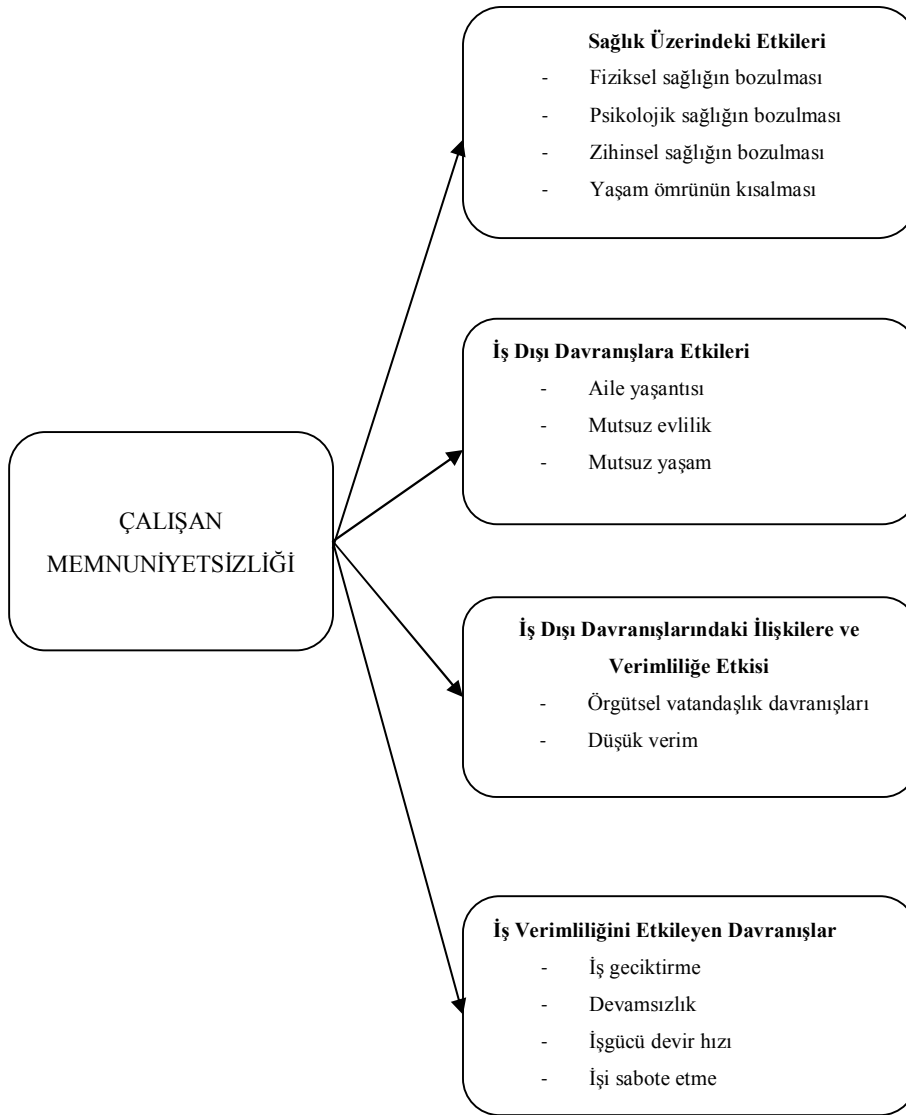 Sağlık Üzerindeki Etkileri
- Fiziksel sağlığın bozulması
- Psikolojik sağlığın bozulması
- Zihinsel sağlığın bozulması
- Yaşam ömrünün kısalması
İş Dışı Davranışlara Etkileri
- Aile yaşantısı
- Mutsuz evlilik
- Mutsuz yaşam
ÇALIŞAN
MEMNUNİYETSİZLİĞİ
İş Dışı Davranışlarındaki İlişkilere ve
Verimliliğe Etkisi
- Örgütsel vatandaşlık davranışları
- Düşük verim
İş Verimliliğini Etkileyen Davranışlar
- İş geciktirme
- Devamsızlık
- İşgücü devir hızı
- İşi sabote etme